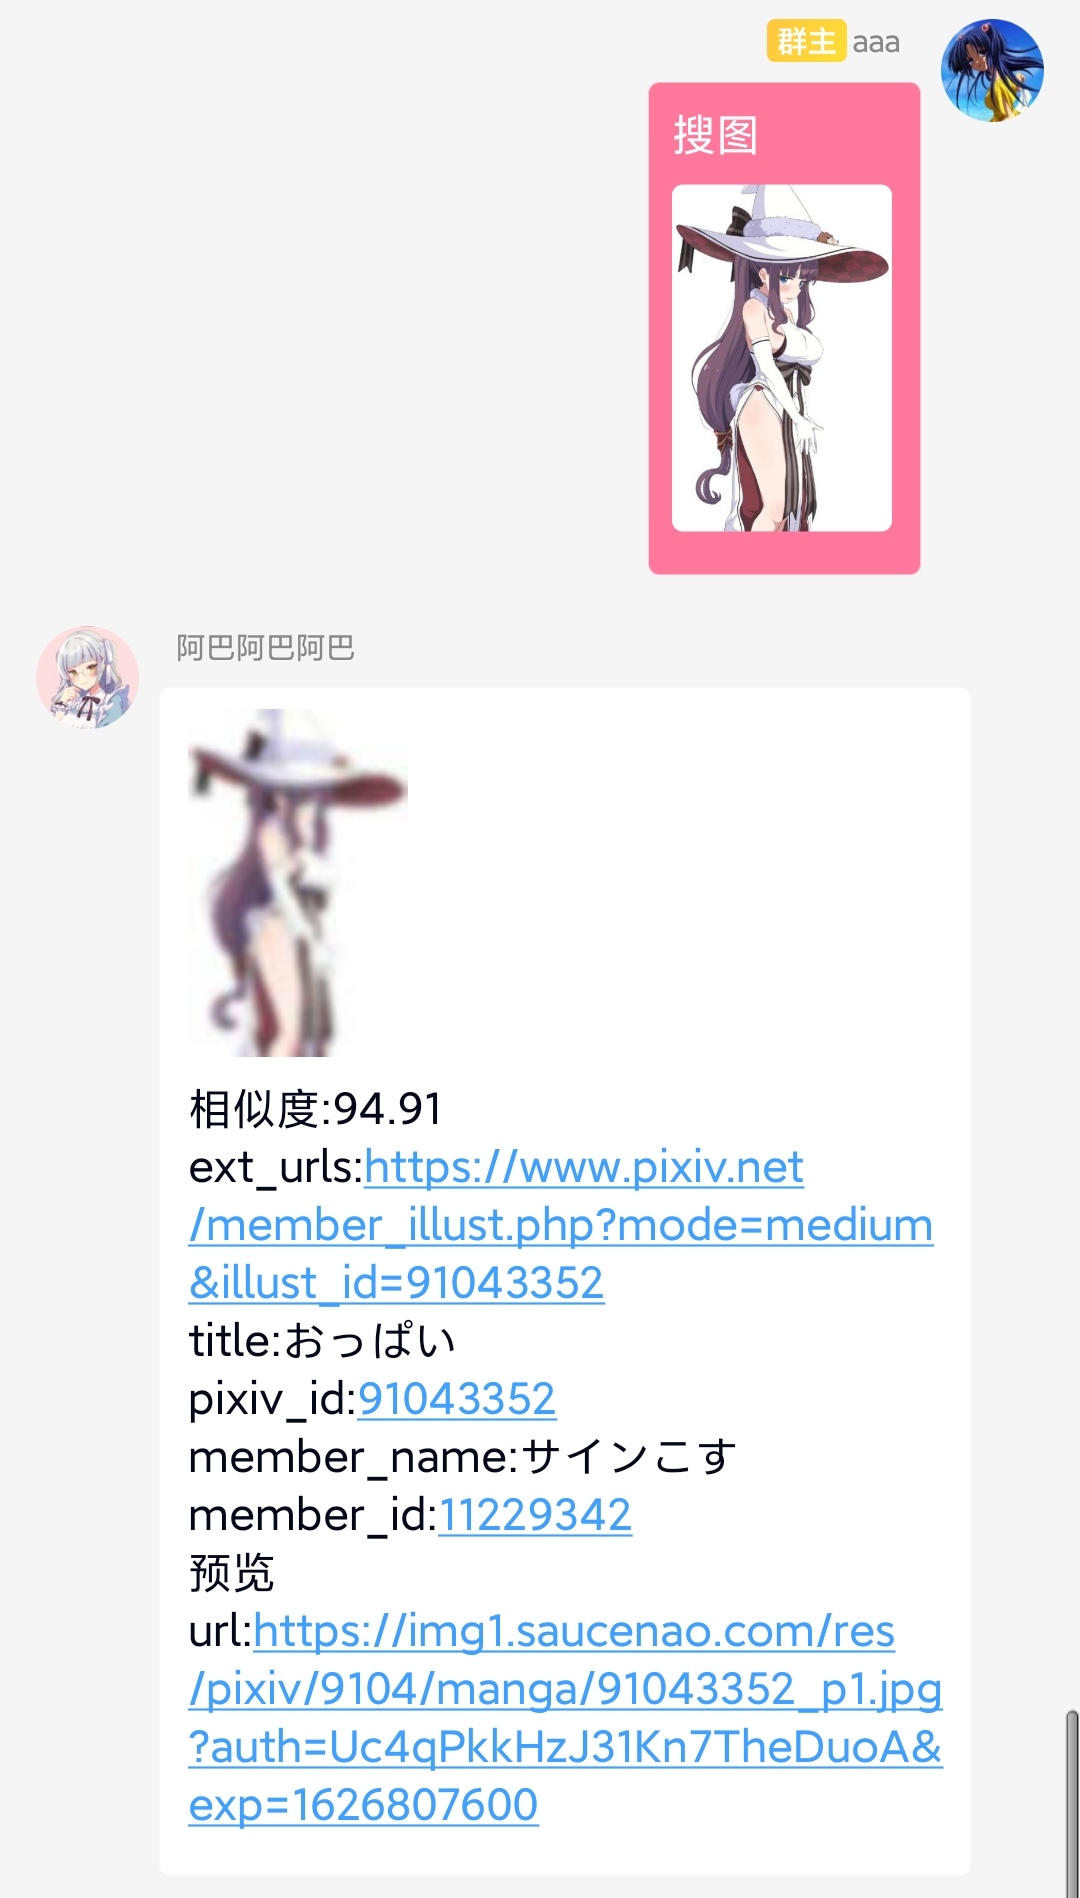 群主 aaa
搜图
阿巴阿巴阿巴
相似度:94.91
ext_urls:https://www.pixiv.net
/member_illust.php?mode=medium
&illust_id=91043352
title:おっぱい
pixiv_id:91043352
member_name:サインこす
member_id:11229342
预览
url:https://img1.saucenao.com/res
/pixiv/9104/manga/91043352_p1.jpg
?auth=Uc4qPkkHzJ31Kn7TheDuoA&
exp=1626807600